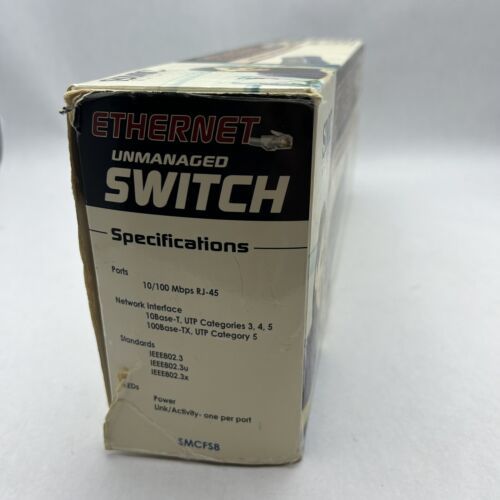 ETHERNET
UNMANAGED
SWITCH
Specifications
Ports
10/100 Mbps RJ-45
Network Interface
10Base-T, UTP Categories 3, 4, 5
100Base-TX, UTP Category 5
Standards
IEEE802.3
IEEE802.3u
IEEE802.3x
EDs
Power
Link/Activity- one per port
SMCFS8